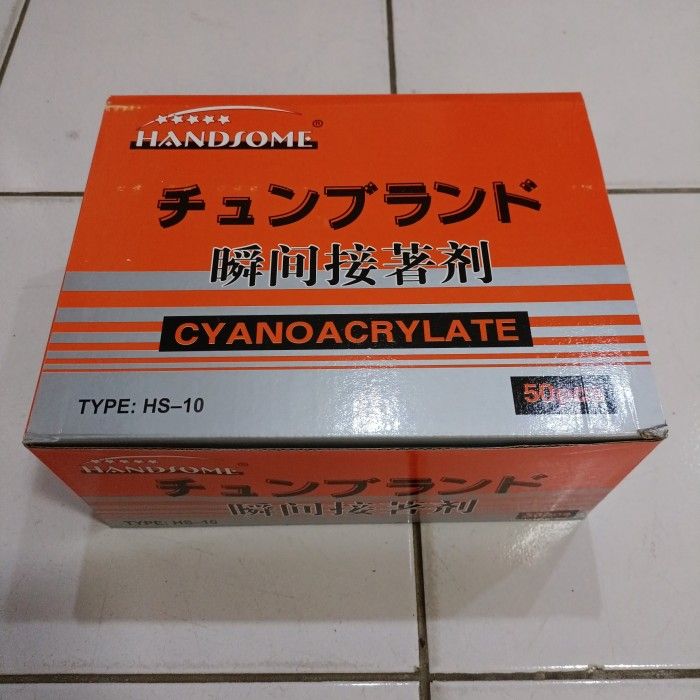 HANDSOME®
チュンブランド
瞬间接著剂
CYANOACRYLATE
TYPE: HS–10
50pcs
HANDSOME
チュンブランド
瞬间接著剂
TYPE: HS–10